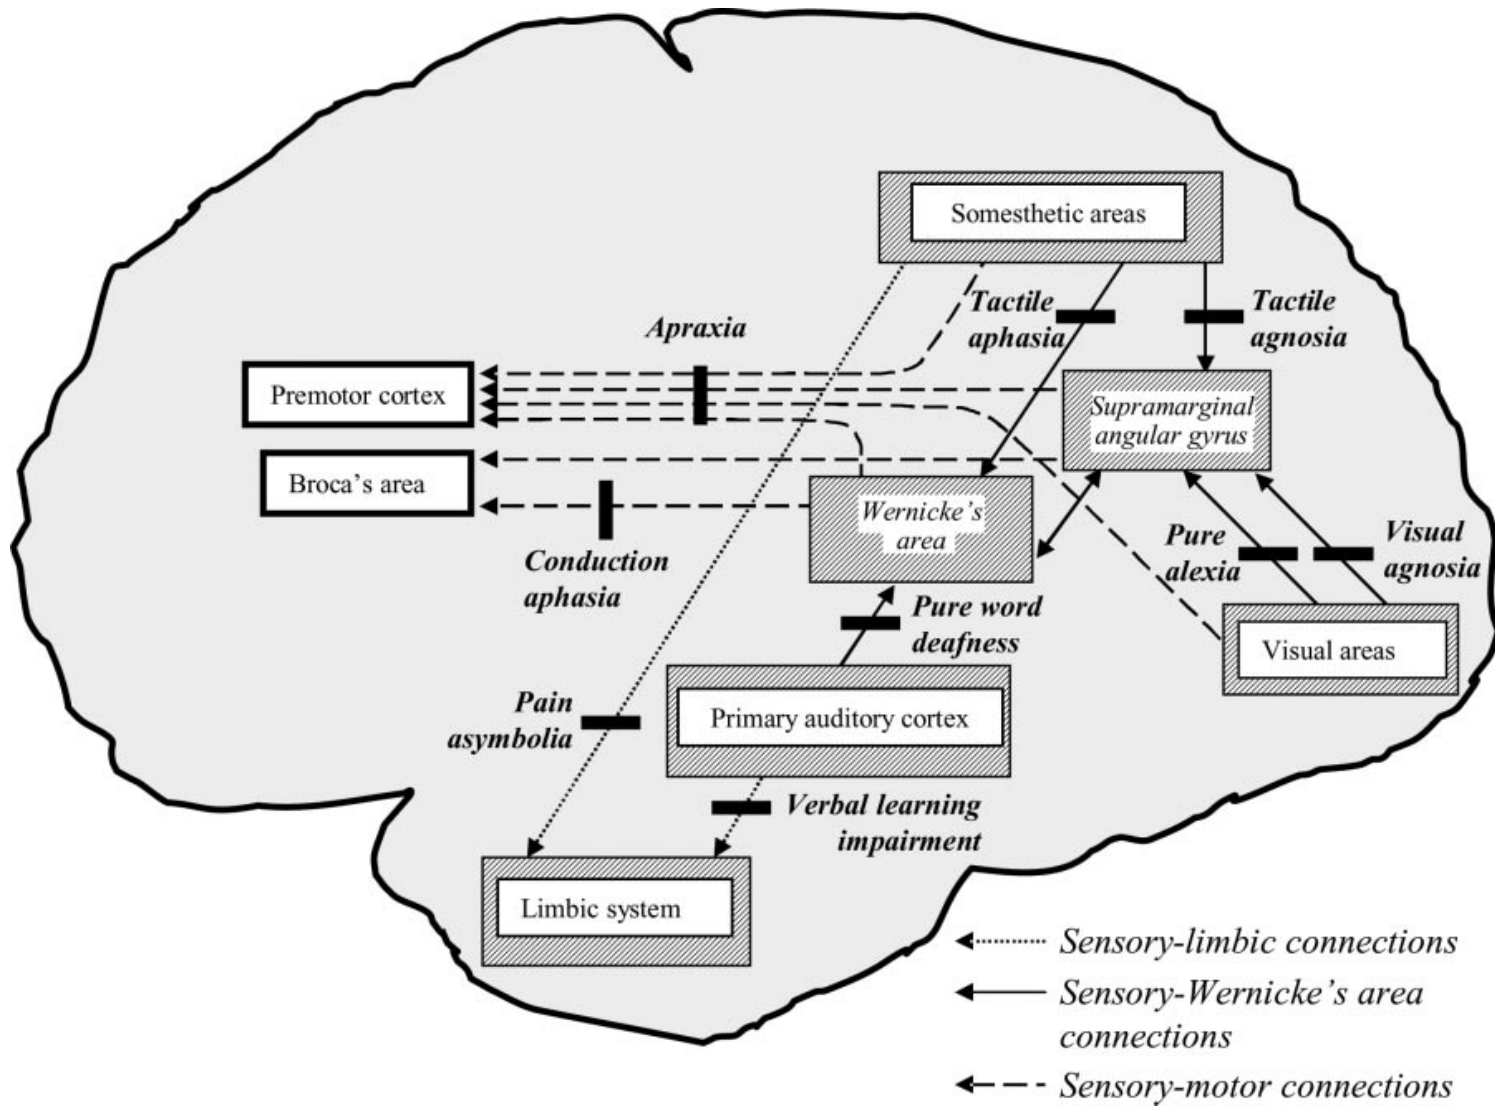 Somesthetic areas
Tactile
aphasia
Tactile
agnosia
Apraxia
Premotor cortex
Supramarginal
angular gyrus
Broca's area
Wernicke's
area
Conduction
aphasia
Pure
alexia
Visual
agnosia
Pure word
deafness
Visual areas
Pain
asymbolia
Primary auditory cortex
Verbal learning
impairment
Limbic system
Sensory-limbic connections
Sensory-Wernicke's area
connections
Sensory-motor connections